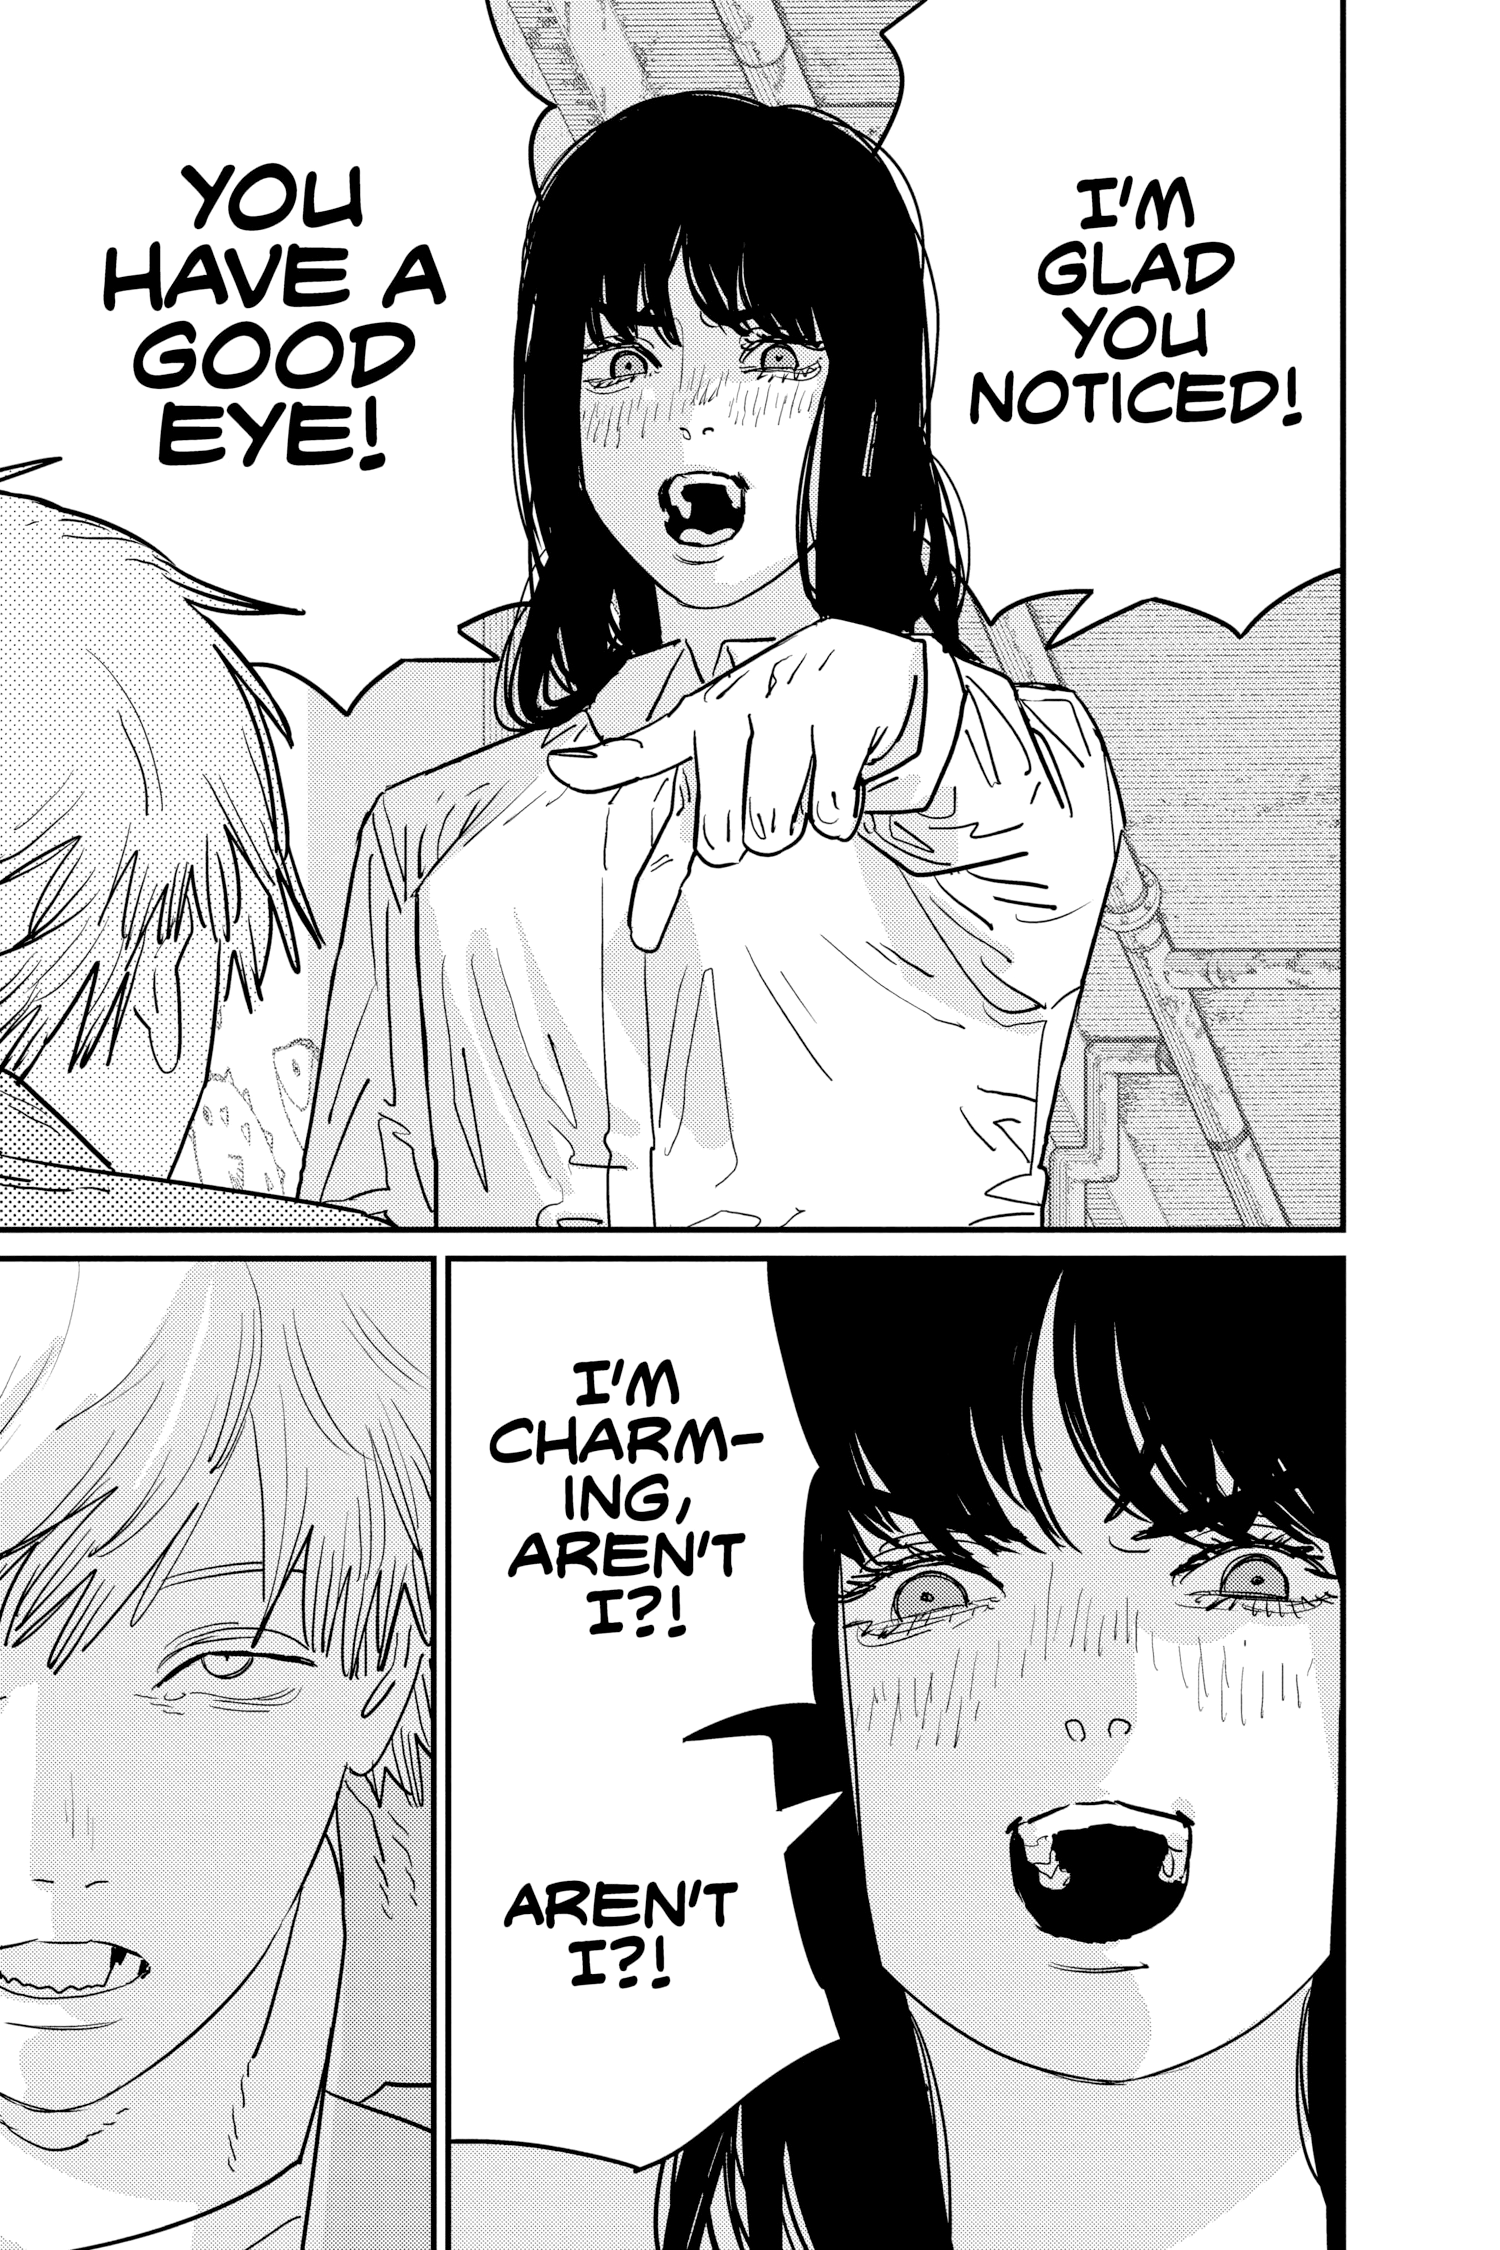 I'M
GLAD
YOU
NOTICED!
YOU
HAVE A
GOOD
EYE!
I'M
CHARM-
ING,
AREN'T
I?!
AREN'T
I?!